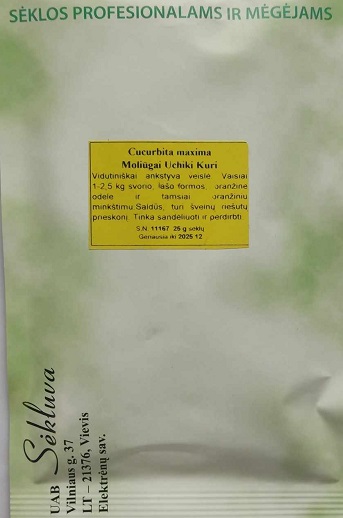 SĖKLOS PROFESIONALAMS IR MĖGĖJAMS
Cucurbita maxima
Moliūgai Uchiki Kuri
Vidutiniškai ankstyva veislė. Vaisiai
1-2,5 kg svorio, lašo formos, oranžine
odele ir tamsiai oranžiniu
minkštimu. Saldūs, turi švelnų riešutų
prieskonį. Tinka sandėliuoti ir perdirbti.
S.N. 11167 25 g sėklų
Geriausia iki 2025 12
UAB Sėkluva
Vilniaus g. 37
LT – 21376, Vievis
Elektrėnų sav.